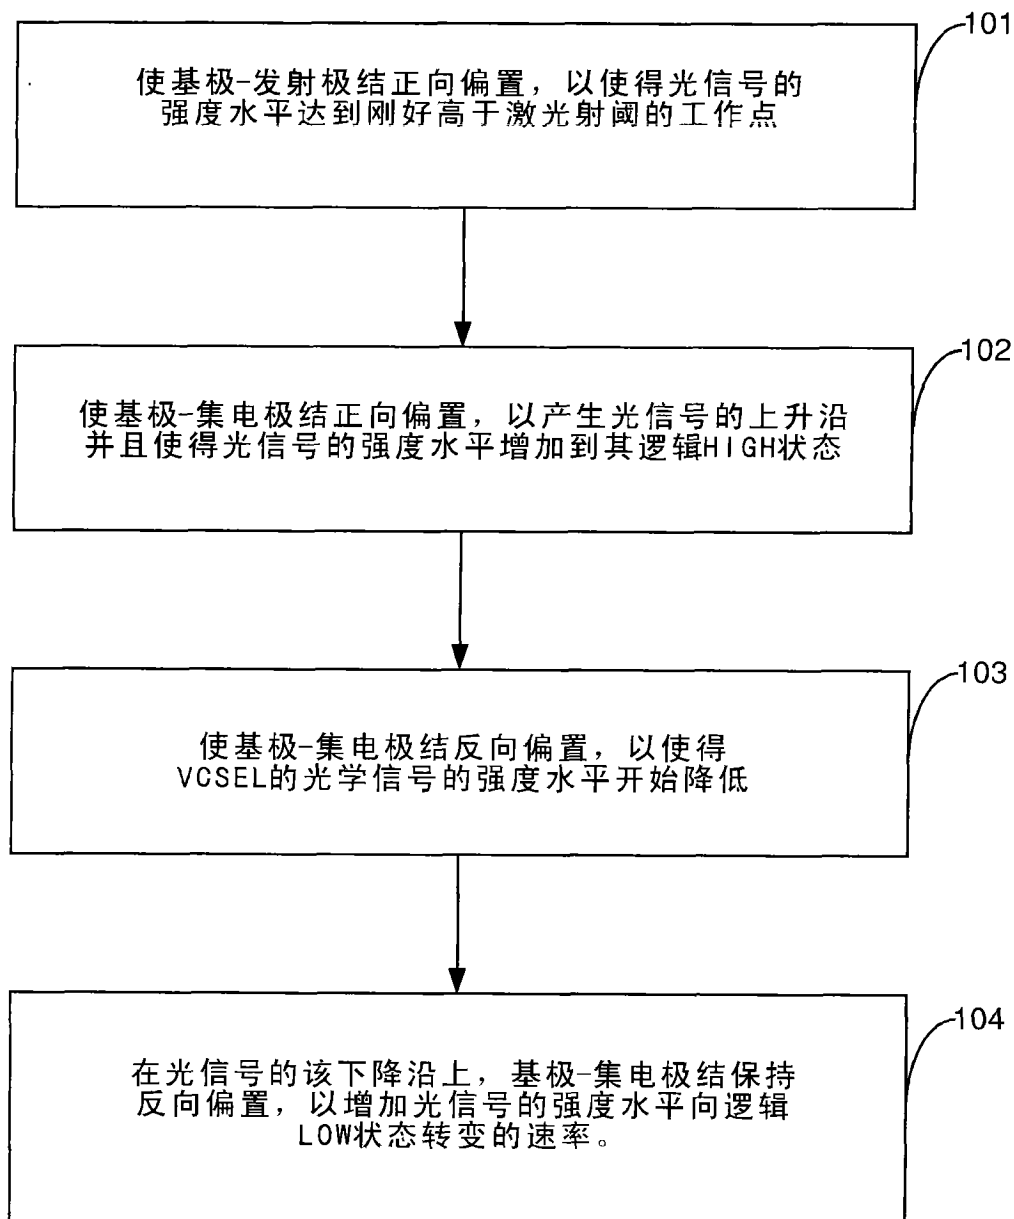 101
使基极-发射极结正向偏置，以使得光信号的
强度水平达到刚好高于激光射阈的工作点
102
使基极-集电极结正向偏置，以产生光信号的上升沿
并且使得光信号的强度水平增加到其逻辑HIGH状态
103
使基极-集电极结反向偏置，以使得
VCSEL的光学信号的强度水平开始降低
104
在光信号的该下降沿上，基极-集电极结保持
反向偏置，以增加光信号的强度水平向逻辑
LOW状态转变的速率。